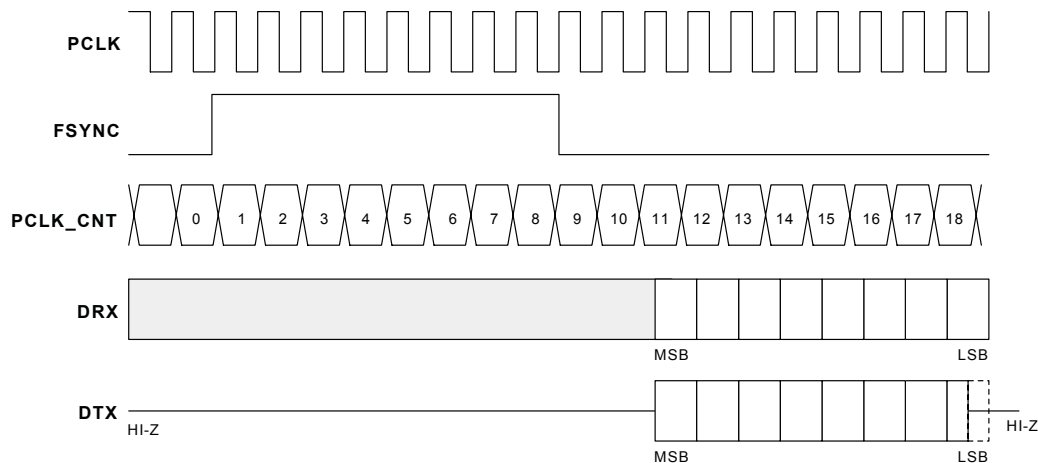 PCLK
FSYNC
PCLK_CNT 0 1 2 3 4 5 6 7 8 9 10 11 12 13 14 15 16 17 18
DRX
MSB LSB
DTX
HI-Z HI-Z
MSB LSB